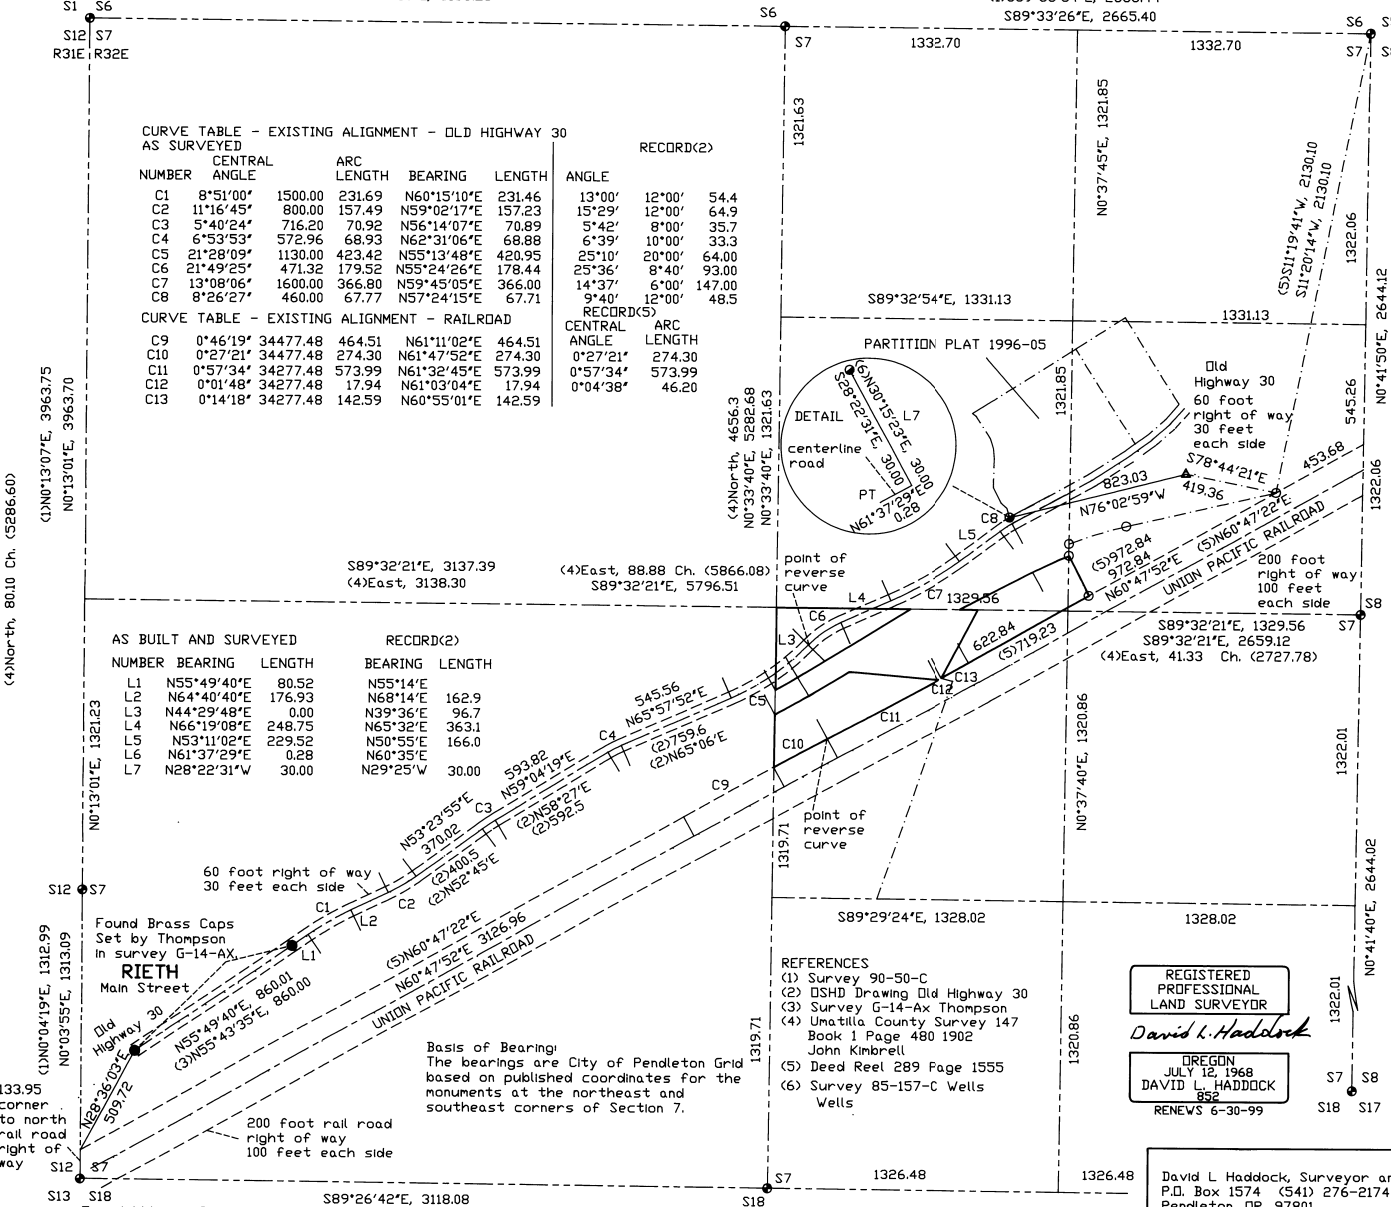 S1 S6
S12 S7
R31E R32E
S6
S7
S89°33'26"E, 2665.40
1332.70
1332.70
S6
S7
CURVE TABLE - EXISTING ALIGNMENT - OLD HIGHWAY 30
AS SURVEYED RECORD(2)
CENTRAL ARC
NUMBER ANGLE LENGTH BEARING LENGTH ANGLE
C1 8°51'00" 1500.00 231.69 N60°15'10"E 231.46 13°00' 12°00' 54.4
C2 11°16'45" 800.00 157.49 N59°02'17"E 157.23 15°29' 12°00' 64.9
C3 5°40'24" 716.20 70.92 N56°14'07"E 70.89 5°42' 8°00' 35.7
C4 6°53'53" 572.96 68.93 N62°31'06"E 68.88 6°39' 10°00' 33.3
C5 21°28'09" 1130.00 423.42 N55°13'48"E 420.95 25°10' 20°00' 64.00
C6 21°49'25" 471.32 179.52 N55°24'26"E 178.44 25°36' 8°40' 93.00
C7 13°08'06" 1600.00 366.80 N59°45'05"E 366.00 14°37' 6°00' 147.00
C8 8°26'27" 460.00 67.77 N57°24'15"E 67.71 9°40' 12°00' 48.5
CURVE TABLE - EXISTING ALIGNMENT - RAILROAD RECORD(5)
CENTRAL ARC
ANGLE LENGTH
C9 0°46'19" 34477.48 464.51 N61°11'02"E 464.51
C10 0°27'21" 34477.48 274.30 N61°47'52"E 274.30 0°27'21" 274.30
C11 0°57'34" 34277.48 573.99 N61°32'45"E 573.99 0°57'34" 573.99
C12 0°01'48" 34277.48 17.94 N61°03'04"E 17.94 0°04'38" 46.20
C13 0°14'18" 34277.48 142.59 N60°55'01"E 142.59
1321.63
N0°37'45"E, 1321.85
(5)S11°19'41"W, 2130.10
S11°20'14"W, 2130.10
1322.06
N0°41'50"E, 2644.12
S89°32'54"E, 1331.13
1331.13
PARTITION PLAT 1996-05
1321.85
545.26
Old
Highway 30
60 foot
right of way
30 feet
each side
(6)N30°15'23"E, 30.00
S28°22'31"E, 30.00
L7
DETAIL
centerline
road
PT
N61°37'29"E
0.28
(1)N0°13'07"E, 3963.75
N0°13'01"E, 3963.70
(4)North, 80.10 Ch. (5286.60)
(4)North, 4656.3
N0°33'40"E, 5282.68
N0°33'40"E, 1321.63
S78°44'21"E
453.68
823.03
N76°02'59"W
419.36
C8
L5
1322.06
(5)N60°47'22"E
(5)972.84
972.84
N60°47'52"E
UNION PACIFIC RAILROAD
200 foot
right of way
100 feet
each side
S8
S7
S89°32'21"E, 3137.39
(4)East, 3138.30
(4)East, 88.88 Ch. (5866.08)
S89°32'21"E, 5796.51
point of
reverse
curve
L4
C7
1329.56
C6
L3
S89°32'21"E, 1329.56
S89°32'21"E, 2659.12
(4)East, 41.33 Ch. (2727.78)
622.84
(5)719.23
AS BUILT AND SURVEYED RECORD(2)
NUMBER BEARING LENGTH BEARING LENGTH
L1 N55°49'40"E 80.52 N55°14'E
L2 N64°40'40"E 176.93 N68°14'E 162.9
L3 N44°29'48"E 0.00 N39°36'E 96.7
L4 N66°19'08"E 248.75 N65°32'E 363.1
L5 N53°11'02"E 229.52 N50°55'E 166.0
L6 N61°37'29"E 0.28 N60°35'E
L7 N28°22'31"W 30.00 N29°25'W 30.00
N0°13'01"E, 1321.23
C13
C12
C5
C11
C10
545.56
N65°57'52"E
C4
(2)759.6
(2)N65°06'E
593.82
N59°04'19"E
(2)N58°27'E
(2)592.5
C3
C9
N53°23'55"E
370.02
(2)400.5
(2)N52°45'E
N0°37'40"E, 1320.86
1322.01
point of
reverse
curve
1319.71
60 foot right of way
30 feet each side
C1
C2
L2
L1
S12 S7
Found Brass Caps
Set by Thompson
in survey G-14-AX
RIETH
Main Street
Old
Highway 30
N55°49'40"E, 860.01
(3)N55°43'35"E, 860.00
(5)N60°47'22"E
N60°47'52"E 3126.96
UNION PACIFIC RAILROAD
S89°29'24"E, 1328.02
1328.02
N0°41'40"E, 2644.02
(1)N0°04'19"E, 1312.99
N0°03'55"E, 1313.09
N28°36'03"E
509.72
REFERENCES
(1) Survey 90-50-C
(2) OSHD Drawing Old Highway 30
(3) Survey G-14-Ax Thompson
(4) Umatilla County Survey 147
Book 1 Page 480 1902
John Kimbrell
(5) Deed Reel 289 Page 1555
(6) Survey 85-157-C Wells
Wells
REGISTERED
PROFESSIONAL
LAND SURVEYOR
David L. Haddock
OREGON
JULY 12, 1968
DAVID L. HADDOCK
852
RENEWS 6-30-99
1322.01
1319.71
1320.86
Basis of Bearing:
The bearings are City of Pendleton Grid
based on published coordinates for the
monuments at the northeast and
southeast corners of Section 7.
133.95
corner
to north
rail road
right of
way
200 foot rail road
right of way
100 feet each side
S7 S8
S18 S17
S12 S7
S13 S18
S89°26'42"E, 3118.08
S7
S18
1326.48
1326.48
David L Haddock, Surveyor
P.O. Box 1574 (541) 276-2174
Pendleton, OR 97801